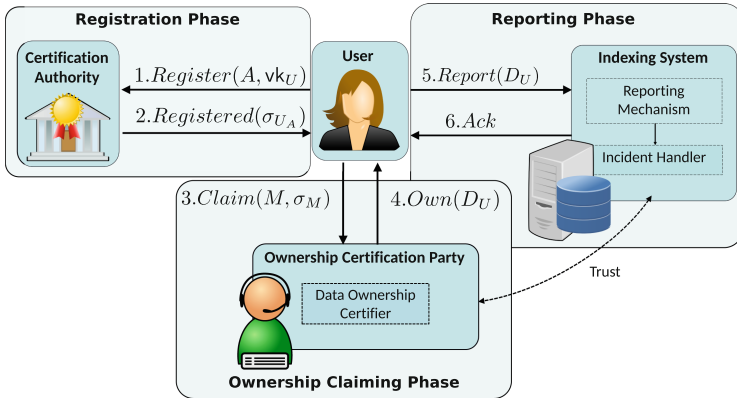 Registration Phase
Certification
Authority
1.Register(A, vk_U)
2.Registered(σ_{U_A})
User
Reporting Phase
5.Report(D_U)
6.Ack
Indexing System
Reporting
Mechanism
Incident Handler
3.Claim(M, σ_M)
4.Own(D_U)
Ownership Certification Party
Data Ownership
Certifier
Trust
Ownership Claiming Phase